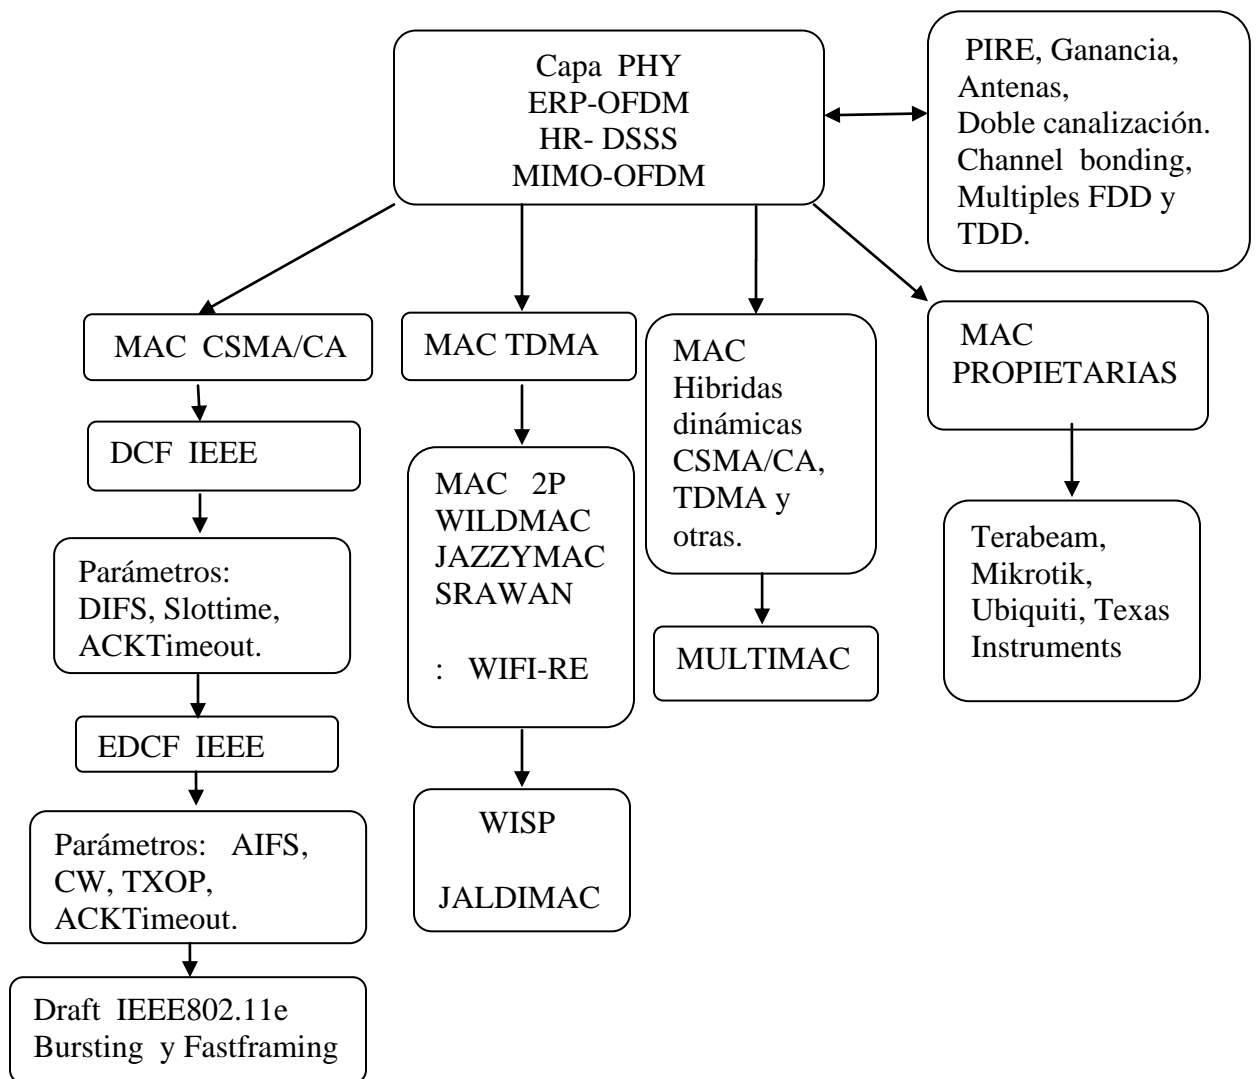 Capa PHY
ERP-OFDM
HR- DSSS
MIMO-OFDM
PIRE, Ganancia,
Antenas,
Doble canalización.
Channel bonding,
Multiples FDD y
TDD.
MAC CSMA/CA
DCF IEEE
Parámetros:
DIFS, Slottime,
ACKTimeout.
EDCF IEEE
Parámetros: AIFS,
CW, TXOP,
ACKTimeout.
Draft IEEE802.11e
Bursting y Fastframing
MAC TDMA
MAC 2P
WILDMAC
JAZZYMAC
SRAWAN
: WIFI-RE
WISP
JALDIMAC
MAC
Hibridas
dinámicas
CSMA/CA,
TDMA y
otras.
MULTIMAC
MAC
PROPIETARIAS
Terabeam,
Mikrotik,
Ubiquiti, Texas
Instruments